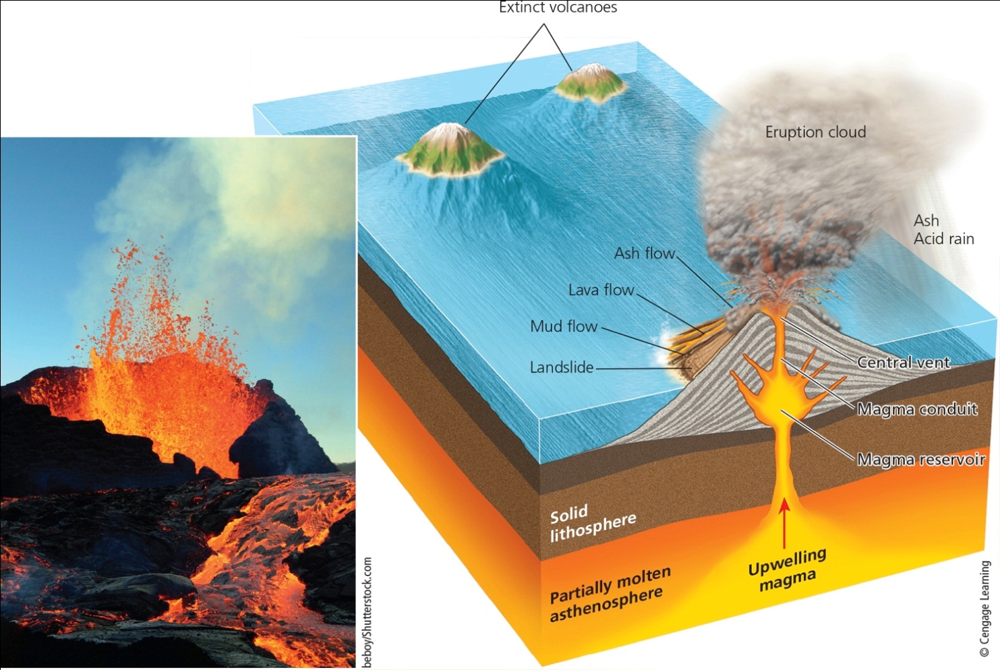 Extinct volcanoes
Eruption cloud
Ash
Acid rain
Ash flow
Lava flow
Mud flow
Landslide
Central vent
Magma conduit
Magma reservoir
Solid
lithosphere
Upwelling
magma
Partially molten
asthenosphere
beboy/Shutterstock.com
© Cengage Learning